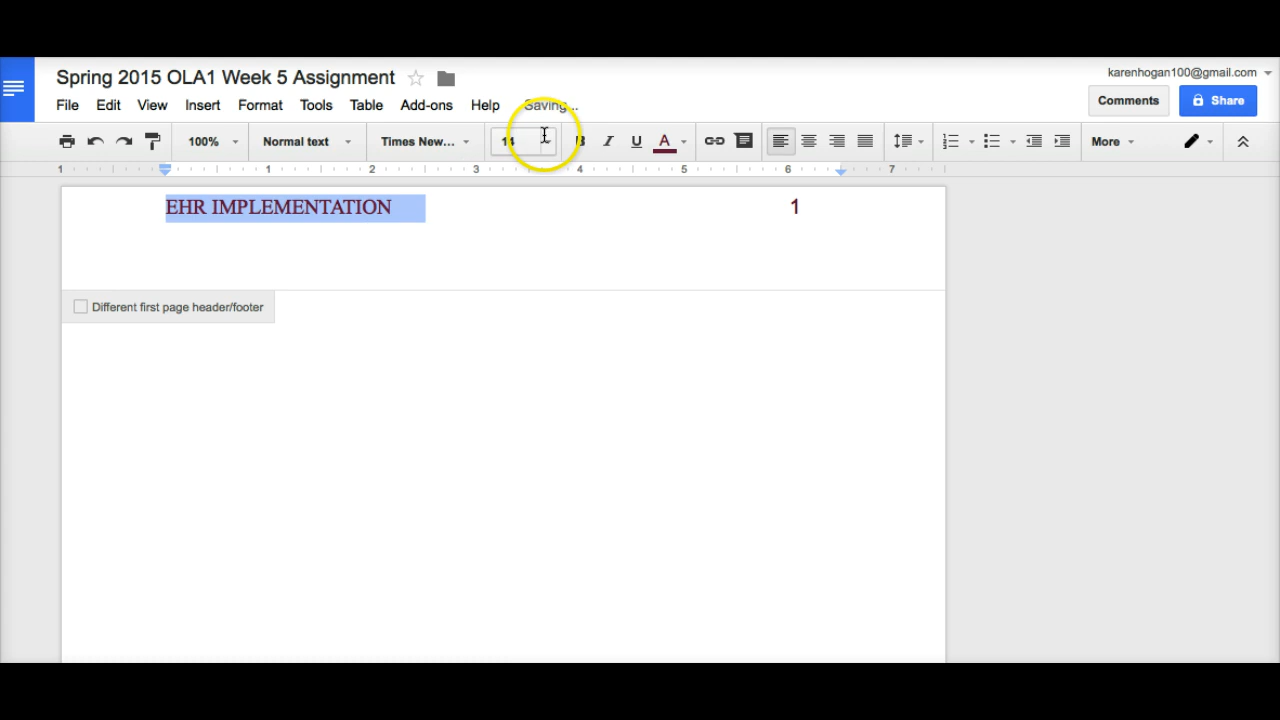 Spring 2015 OLA1 Week 5 Assignment
karenhogan100@gmail.com
File Edit View Insert Format Tools Table Add-ons Help Saving...
Comments Share
100% Normal text Times New... 14 B I U A More
1 1 2 3 4 5 6 7
EHR IMPLEMENTATION 1
Different first page header/footer